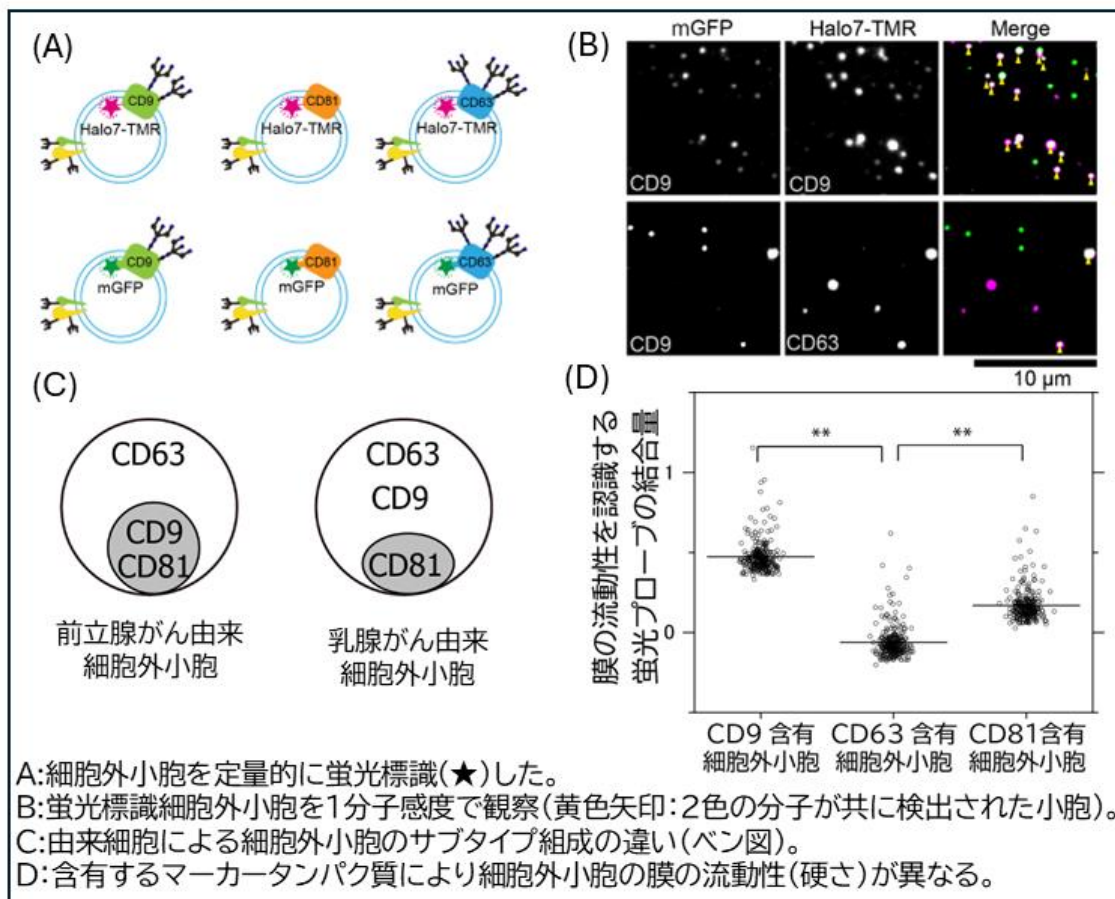 (A)
CD9
Halo7-TMR
CD81
Halo7-TMR
CD63
Halo7-TMR
CD9
mGFP
CD81
mGFP
CD63
mGFP
(B)
mGFP Halo7-TMR Merge
CD9 CD9
CD9 CD63
10 µm
(C)
CD63
CD9
CD81
前立腺がん由来
細胞外小胞
CD63
CD9
CD81
乳腺がん由来
細胞外小胞
(D)
膜の流動性を認識する
蛍光プローブの結合量
1
0
**
**
CD9 含有
細胞外小胞
CD63 含有
細胞外小胞
CD81含有
細胞外小胞
A:細胞外小胞を定量的に蛍光標識(★)した。
B:蛍光標識細胞外小胞を1分子感度で観察(黄色矢印:2色の分子が共に検出された小胞)。
C:由来細胞による細胞外小胞のサブタイプ組成の違い(ベン図)。
D:含有するマーカータンパク質により細胞外小胞の膜の流動性(硬さ)が異なる。